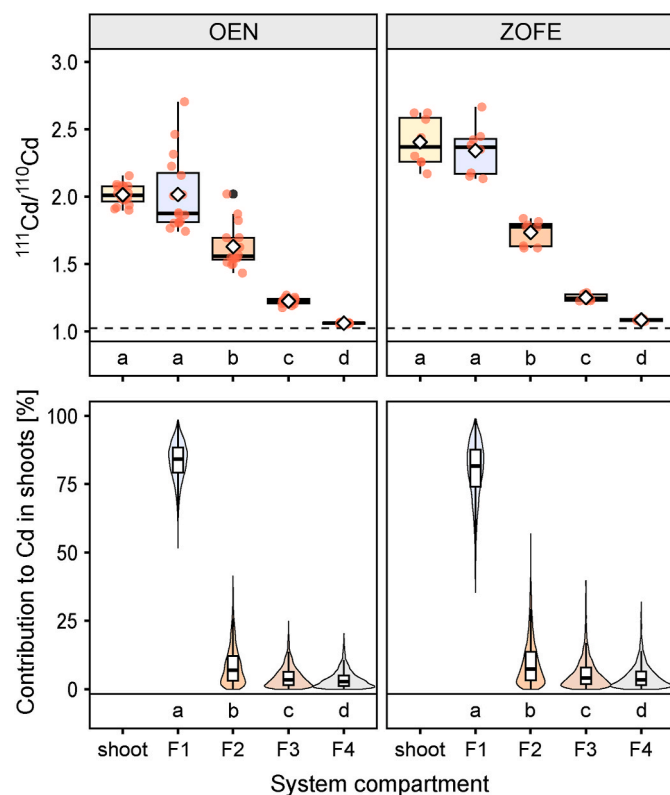 OEN
ZOFE
¹¹¹Cd/¹¹⁰Cd
3.0
2.5
2.0
1.5
1.0
a a b c d
a a b c d
Contribution to Cd in shoots [%]
100
75
50
25
0
a b c d
a b c d
shoot F1 F2 F3 F4
shoot F1 F2 F3 F4
System compartment